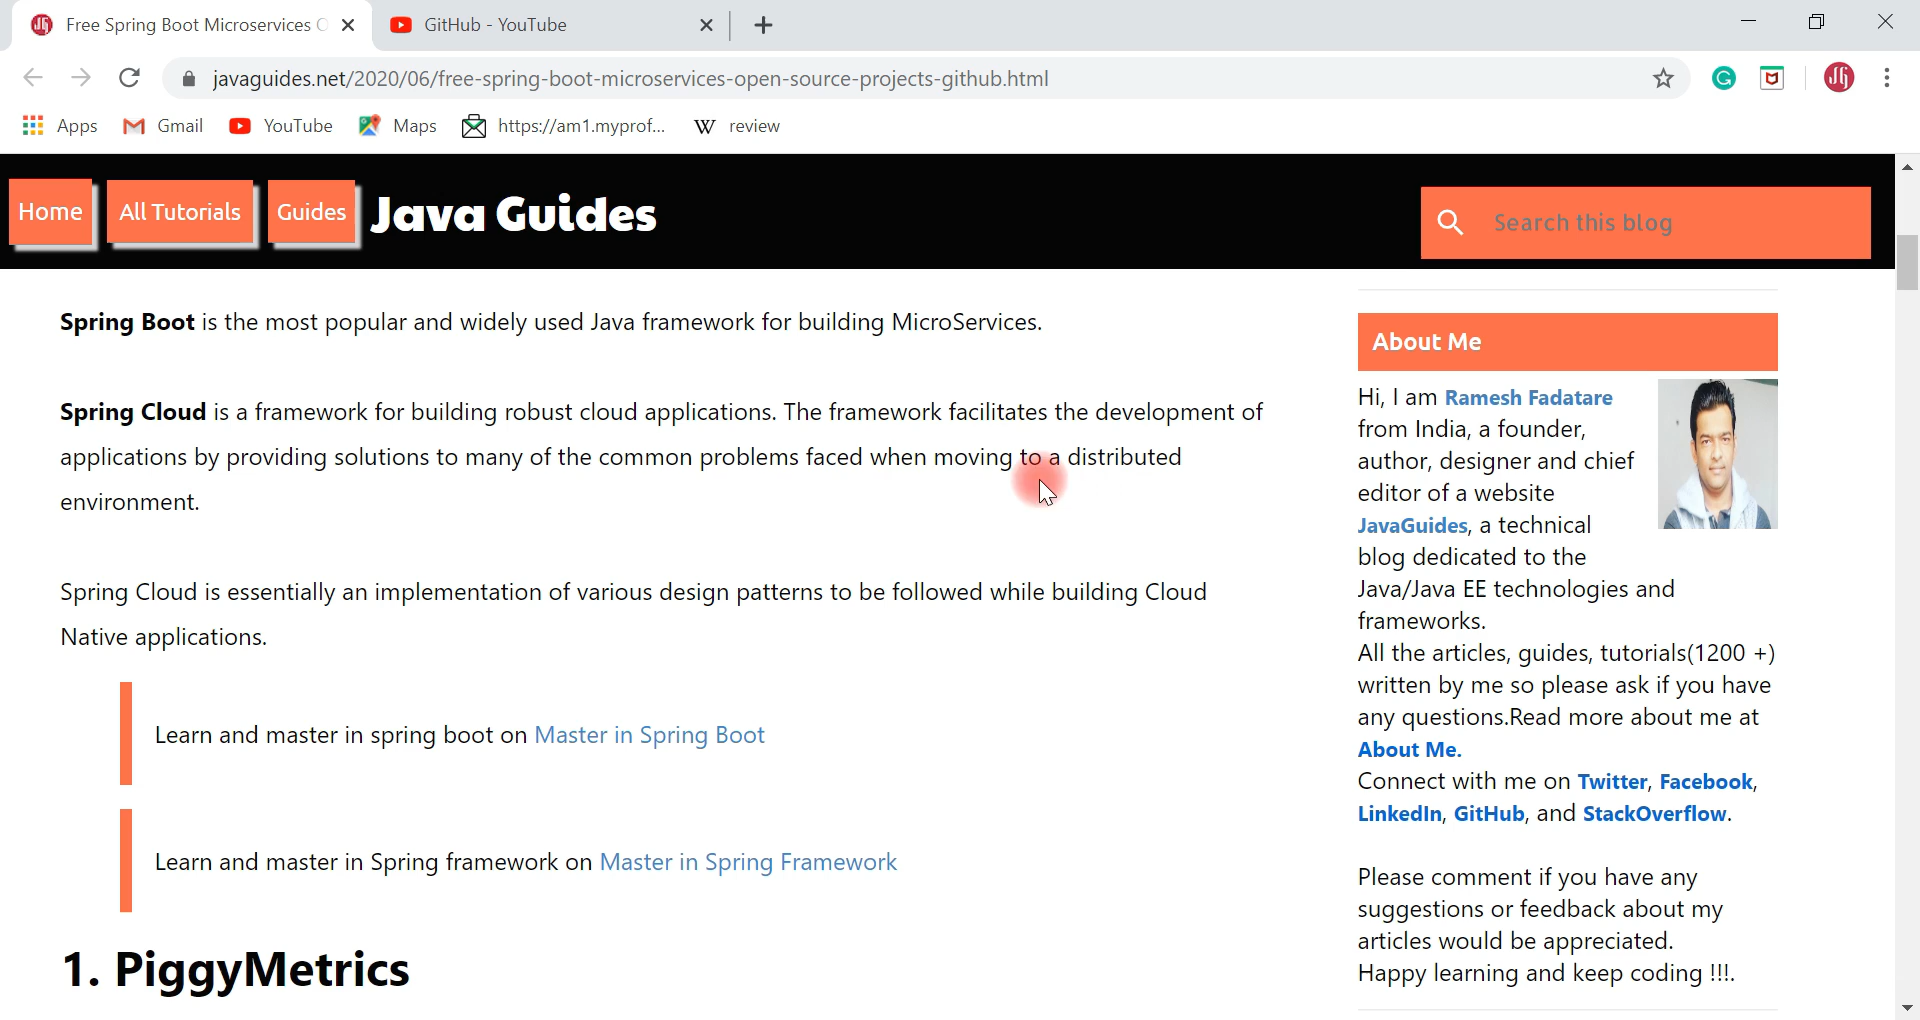 Free Spring Boot Microservices
GitHub - YouTube
javaguides.net/2020/06/free-spring-boot-microservices-open-source-projects-github.html
Apps
Gmail
YouTube
Maps
https://am1.myprof...
W review
Home
All Tutorials
Guides
Java Guides
Search this blog
Spring Boot is the most popular and widely used Java framework for building MicroServices.
Spring Cloud is a framework for building robust cloud applications. The framework facilitates the development of
applications by providing solutions to many of the common problems faced when moving to a distributed
environment.
Spring Cloud is essentially an implementation of various design patterns to be followed while building Cloud
Native applications.
Learn and master in spring boot on Master in Spring Boot
Learn and master in Spring framework on Master in Spring Framework
1. PiggyMetrics
About Me
Hi, I am Ramesh Fadatare
from India, a founder,
author, designer and chief
editor of a website
JavaGuides, a technical
blog dedicated to the
Java/Java EE technologies and
frameworks.
All the articles, guides, tutorials(1200 +)
written by me so please ask if you have
any questions.Read more about me at
About Me.
Connect with me on Twitter, Facebook,
LinkedIn, GitHub, and StackOverflow.
Please comment if you have any
suggestions or feedback about my
articles would be appreciated.
Happy learning and keep coding !!!.